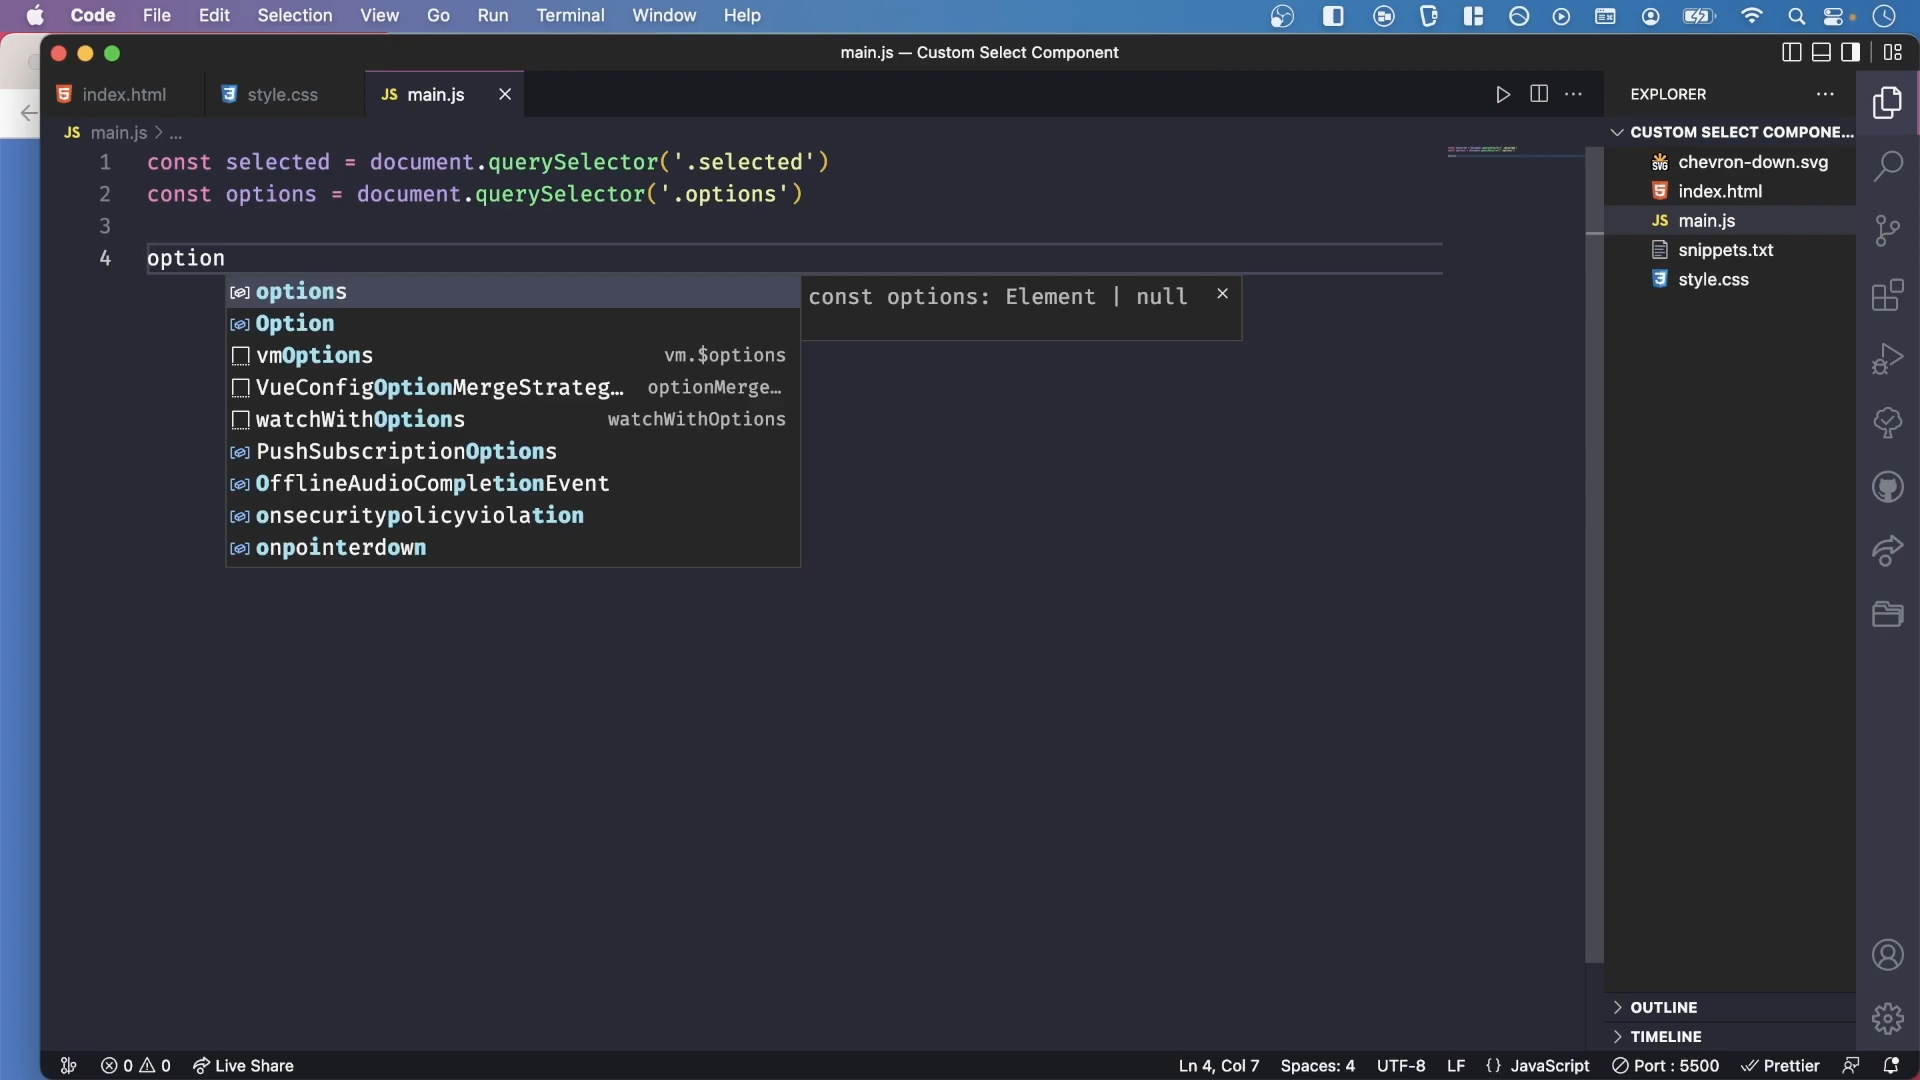 Code File Edit Selection View Go Run Terminal Window Help
main.js — Custom Select Component
index.html style.css JS main.js
JS main.js > ...
1 const selected = document.querySelector('.selected')
2 const options = document.querySelector('.options')
3
4 option
options
Option
vmOptions vm.$options
VueConfigOptionMergeStrateg… optionMerge…
watchWithOptions watchWithOptions
PushSubscriptionOptions
OfflineAudioCompletionEvent
onsecuritypolicyviolation
onpointerdown
const options: Element | null
EXPLORER
CUSTOM SELECT COMPONE...
chevron-down.svg
index.html
JS main.js
snippets.txt
style.css
OUTLINE
TIMELINE
0 0 Live Share
Ln 4, Col 7 Spaces: 4 UTF-8 LF {} JavaScript Port : 5500 Prettier